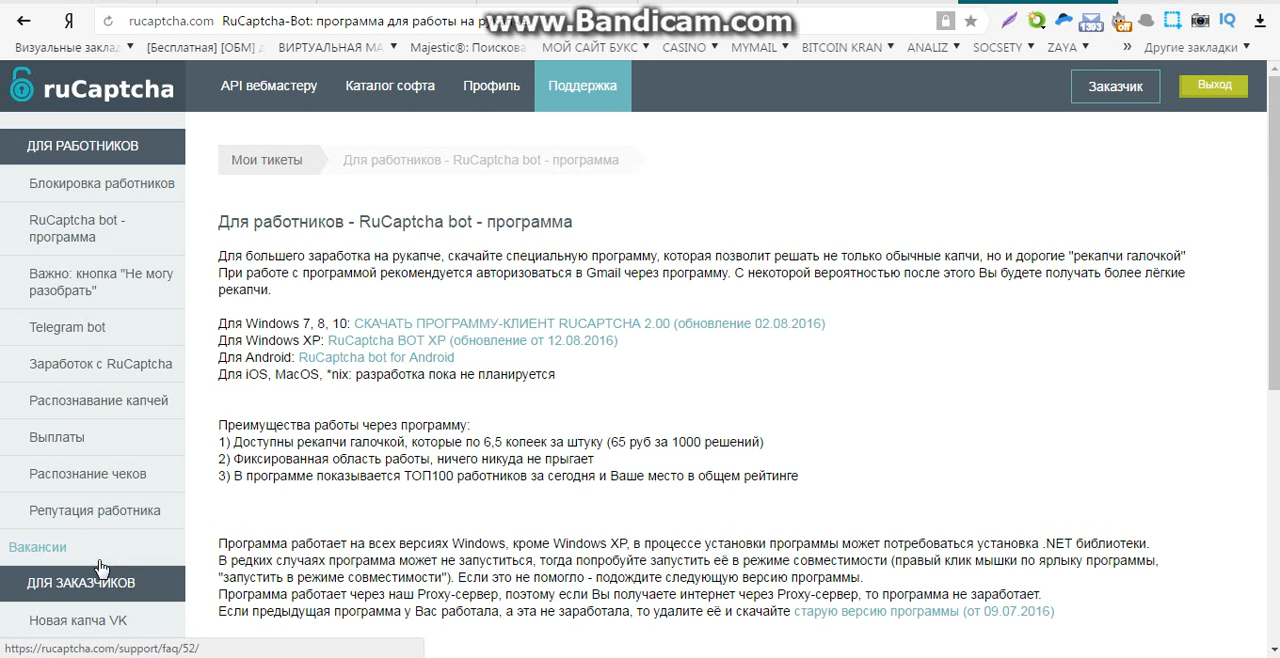 Я rucaptcha.com RuCaptcha-Bot: программа для работы на
www.Bandicam.com
1393
off
IQ
Визуальные заклад
[Бесплатная] [ОБМ]
ВИРТУАЛЬНАЯ МА
Majestic®: Поискова
МОЙ САЙТ БУКС
CASINO
MYMAIL
BITCOIN KRAN
ANALIZ
SOCSETY
ZAYA
»
Другие закладки
ruCaptcha
API вебмастеру
Каталог софта
Профиль
Поддержка
Заказчик
Выход
ДЛЯ РАБОТНИКОВ
Блокировка работников
RuCaptcha bot -
программа
Важно: кнопка "Не могу
разобрать"
Telegram bot
Заработок с RuCaptcha
Распознавание капчей
Выплаты
Распознание чеков
Репутация работника
Вакансии
ДЛЯ ЗАКАЗЧИКОВ
Новая капча VK
https://rucaptcha.com/support/faq/52/
Мои тикеты
Для работников - RuCaptcha bot - программа
Для работников - RuCaptcha bot - программа
Для большего заработка на рукапче, скачайте специальную программу, которая позволит решать не только обычные капчи, но и дорогие "рекапчи галочкой"
При работе с программой рекомендуется авторизоваться в Gmail через программу. С некоторой вероятностью после этого Вы будете получать более лёгкие
рекапчи.
Для Windows 7, 8, 10: СКАЧАТЬ ПРОГРАММУ-КЛИЕНТ RUCAPTCHA 2.00 (обновление 02.08.2016)
Для Windows XP: RuCaptcha BOT XP (обновление от 12.08.2016)
Для Android: RuCaptcha bot for Android
Для iOS, MacOS, *nix: разработка пока не планируется
Преимущества работы через программу:
1) Доступны рекапчи галочкой, которые по 6,5 копеек за штуку (65 руб за 1000 решений)
2) Фиксированная область работы, ничего никуда не прыгает
3) В программе показывается ТОП100 работников за сегодня и Ваше место в общем рейтинге
Программа работает на всех версиях Windows, кроме Windows XP, в процессе установки программы может потребоваться установка .NET библиотеки.
В редких случаях программа может не запуститься, тогда попробуйте запустить её в режиме совместимости (правый клик мышки по ярлыку программы,
"запустить в режиме совместимости"). Если это не помогло - подождите следующую версию программы.
Программа работает через наш Proxy-сервер, поэтому если Вы получаете интернет через Proxy-сервер, то программа не заработает.
Если предыдущая программа у Вас работала, а эта не заработала, то удалите её и скачайте старую версию программы (от 09.07.2016)